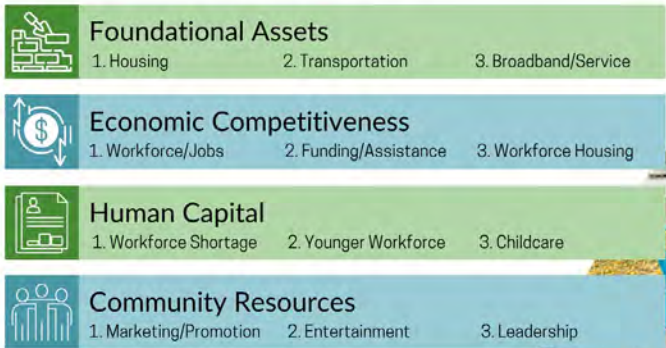 Foundational Assets
1. Housing 2. Transportation 3. Broadband/Service
$
Economic Competitiveness
1. Workforce/Jobs 2. Funding/Assistance 3. Workforce Housing
Human Capital
1. Workforce Shortage 2. Younger Workforce 3. Childcare
Community Resources
1. Marketing/Promotion 2. Entertainment 3. Leadership